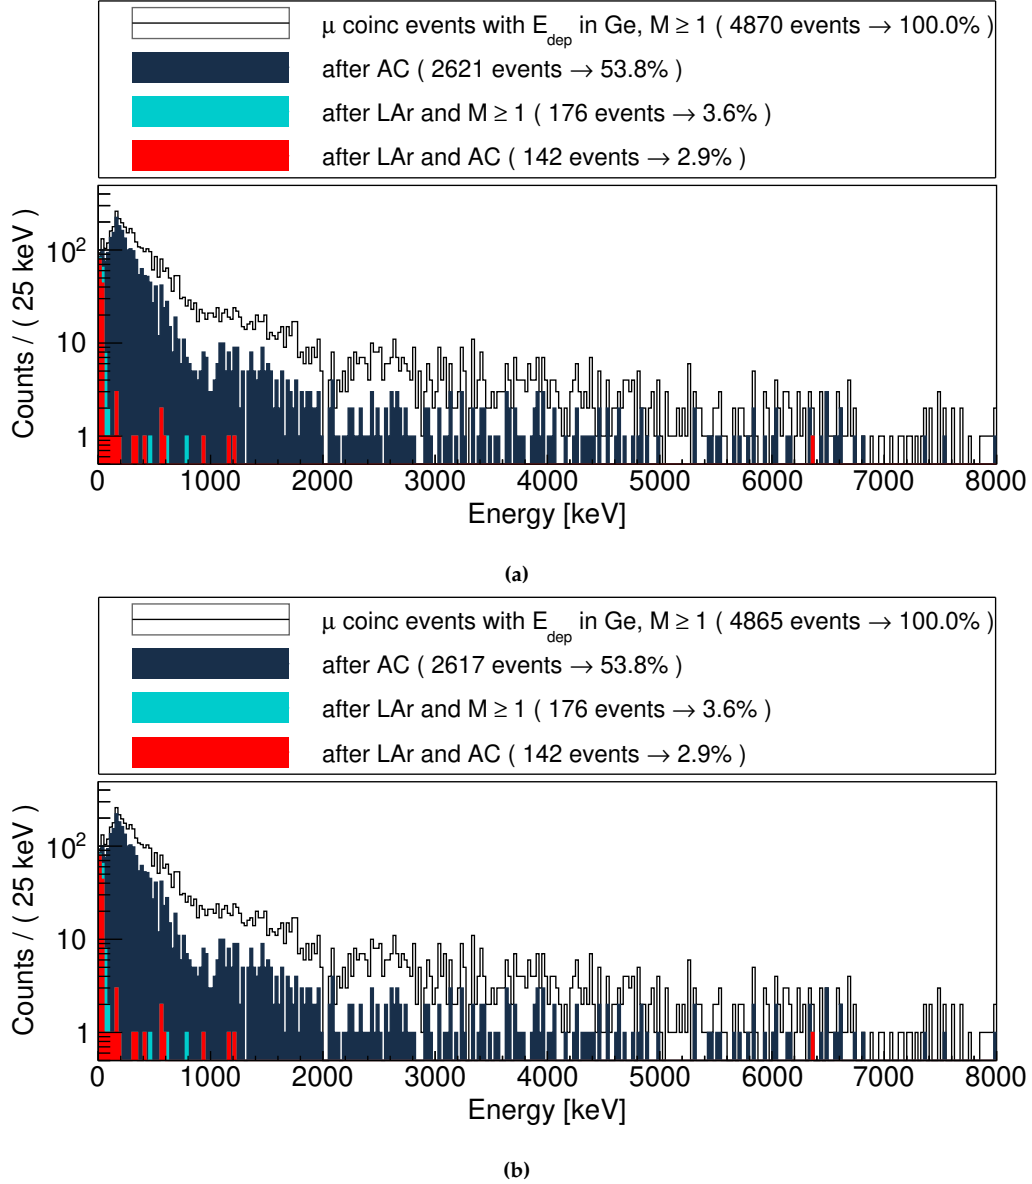 μ coinc events with E_dep in Ge, M ≥ 1 ( 4870 events → 100.0% )
after AC ( 2621 events → 53.8% )
after LAr and M ≥ 1 ( 176 events → 3.6% )
after LAr and AC ( 142 events → 2.9% )
Counts / ( 25 keV )
10²
10
1
0 1000 2000 3000 4000 5000 6000 7000 8000
Energy [keV]
(a)
μ coinc events with E_dep in Ge, M ≥ 1 ( 4865 events → 100.0% )
after AC ( 2617 events → 53.8% )
after LAr and M ≥ 1 ( 176 events → 3.6% )
after LAr and AC ( 142 events → 2.9% )
Counts / ( 25 keV )
10²
10
1
0 1000 2000 3000 4000 5000 6000 7000 8000
Energy [keV]
(b)